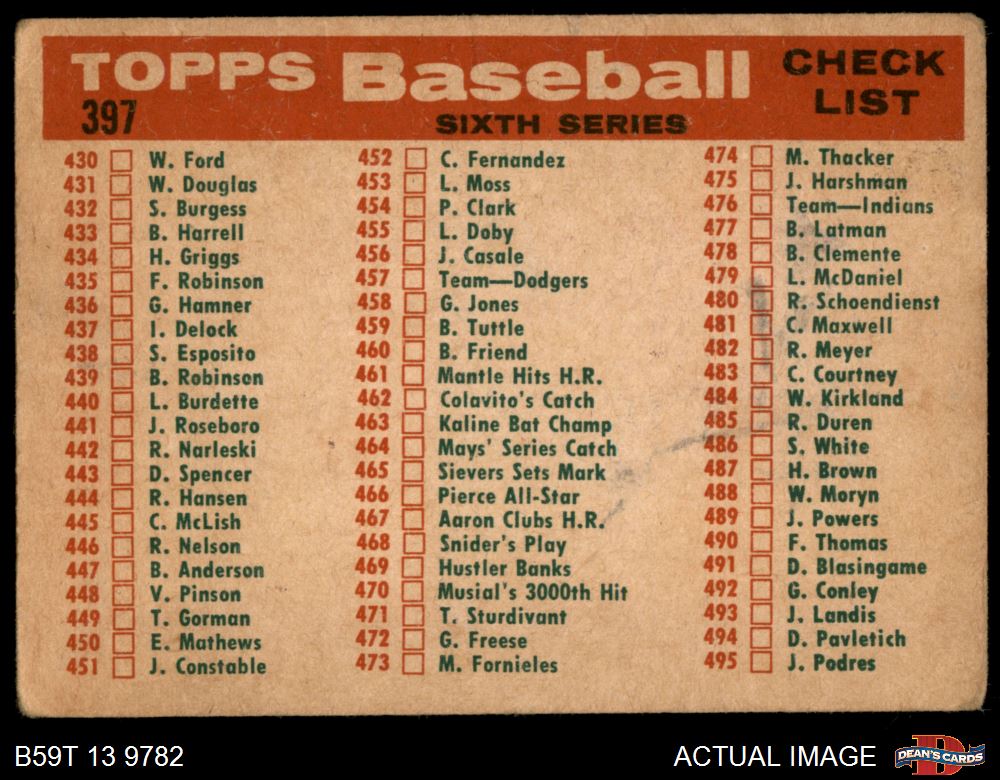 TOPPS Baseball CHECK
LIST
397
SIXTH SERIES
430 W. Ford
431 W. Douglas
432 S. Burgess
433 B. Harrell
434 H. Griggs
435 F. Robinson
436 G. Hamner
437 I. Delock
438 S. Esposito
439 B. Robinson
440 L. Burdette
441 J. Roseboro
442 R. Narleski
443 D. Spencer
444 R. Hansen
445 C. McLish
446 R. Nelson
447 B. Anderson
448 V. Pinson
449 T. Gorman
450 E. Mathews
451 J. Constable
452 C. Fernandez
453 L. Moss
454 P. Clark
455 L. Doby
456 J. Casale
457 Team—Dodgers
458 G. Jones
459 B. Tuttle
460 B. Friend
461 Mantle Hits H.R.
462 Colavito's Catch
463 Kaline Bat Champ
464 Mays' Series Catch
465 Sievers Sets Mark
466 Pierce All-Star
467 Aaron Clubs H.R.
468 Snider's Play
469 Hustler Banks
470 Musial's 3000th Hit
471 T. Sturdivant
472 G. Freese
473 M. Fornieles
474 M. Thacker
475 J. Harshman
476 Team—Indians
477 B. Latman
478 B. Clemente
479 L. McDaniel
480 R. Schoendienst
481 C. Maxwell
482 R. Meyer
483 C. Courtney
484 W. Kirkland
485 R. Duren
486 S. White
487 H. Brown
488 W. Moryn
489 J. Powers
490 F. Thomas
491 D. Blasingame
492 G. Conley
493 J. Landis
494 D. Pavletich
495 J. Podres
B59T 13 9782
ACTUAL IMAGE
D
DEAN'S CARDS